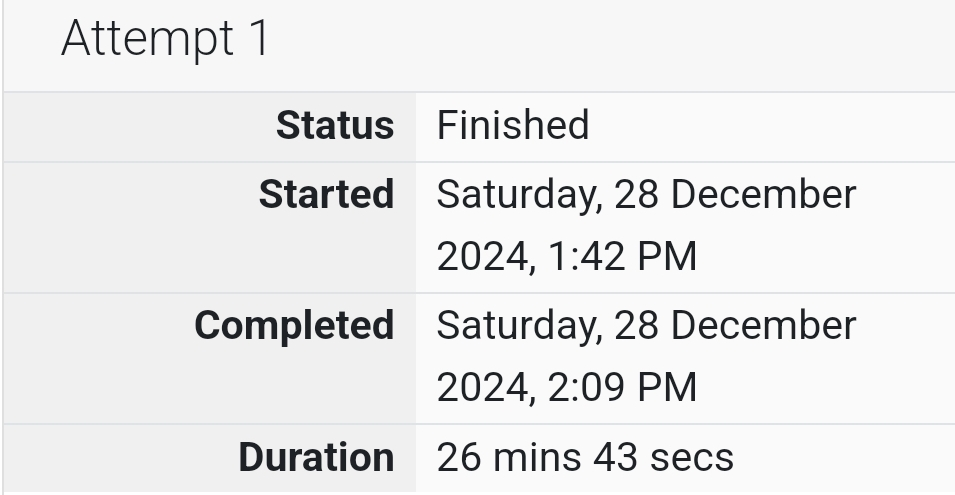 Attempt 1
Status Finished
Started Saturday, 28 December
2024, 1:42 PM
Completed Saturday, 28 December
2024, 2:09 PM
Duration 26 mins 43 secs